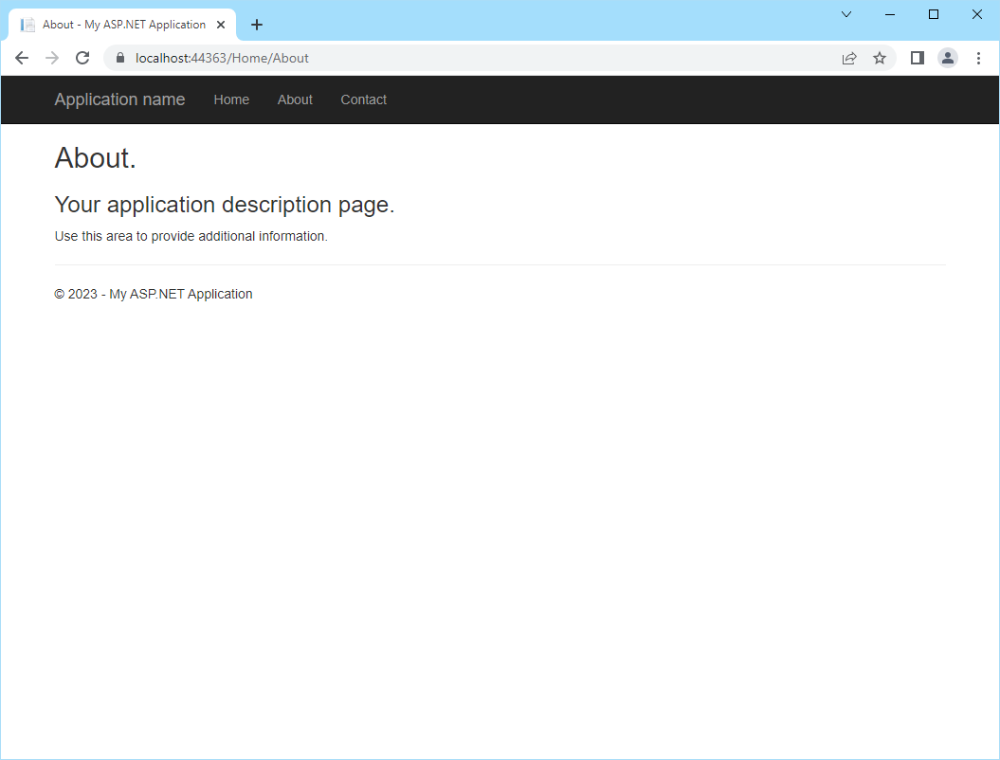 About - My ASP.NET Application
localhost:44363/Home/About
Application name Home About Contact
About.
Your application description page.
Use this area to provide additional information.
© 2023 - My ASP.NET Application